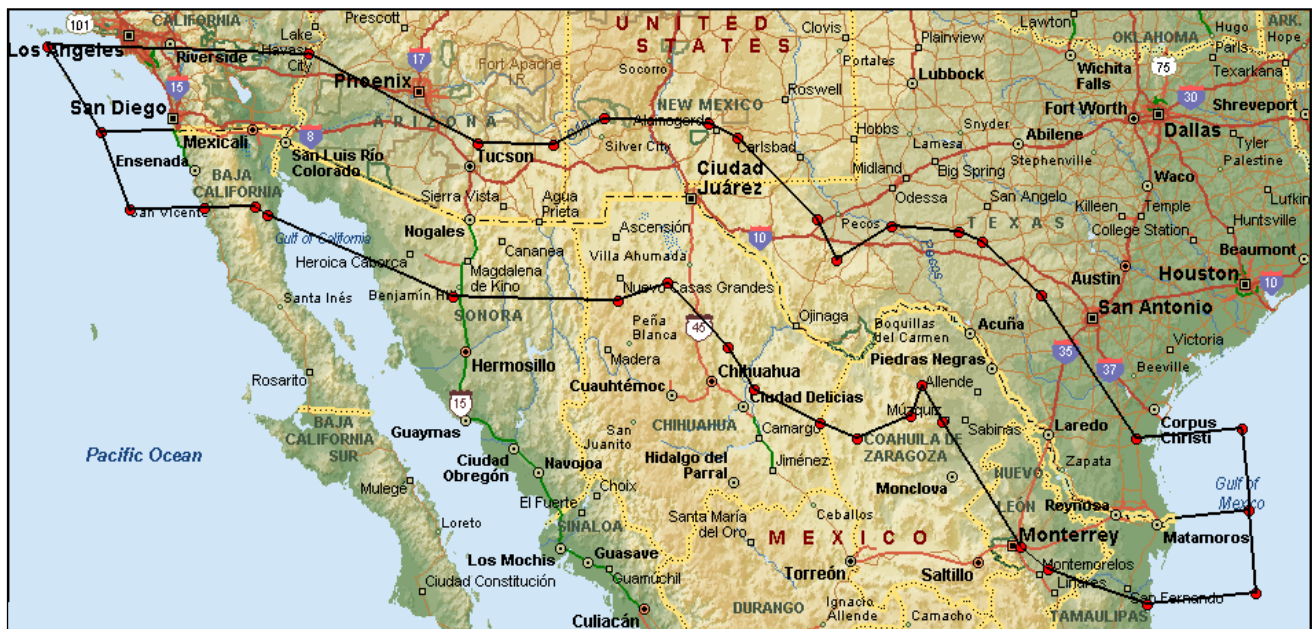 101
CALIFORNIA
Lake
Havasu
City
Prescott
17
UNITED
STATES
Clovis
Plainview
Lawton
Hugo
ARK.
Hope
Los Angeles
Riverside
Phoenix
Fort Apache
I.R.
Socorro
Portales
Lubbock
OKLAHOMA
Paris
Texarkana
Wichita
Falls
75
15
San Diego
ARIZONA
NEW MEXICO
Roswell
Fort Worth
30
Shreveport
Mexicali
8
Alamogordo
Hobbs
Snyder
Abilene
Dallas
Ensenada
San Luis Río
Colorado
Tucson
Silver City
Carlsbad
Lamesa
Stephenville
Tyler
Palestine
BAJA
CALIFORNIA
Sierra Vista
Agua
Prieta
Ciudad
Juárez
Midland
Big Spring
Waco
San Vicente
Nogales
Ascensión
Odessa
San Angelo
Killeen
Temple
Lufkin
Gulf of California
Cananea
10
Pecos
TEXAS
College Station
Huntsville
Heroica Caborca
Magdalena
de Kino
Villa Ahumada
Pecos
Austin
Beaumont
Santa Inés
Benjamín Hill
Nuevo Casas Grandes
Houston
10
SONORA
Peña
Blanca
45
Ojinaga
Boquillas
del Carmen
Acuña
San Antonio
Hermosillo
Madera
Chihuahua
Piedras Negras
35
Victoria
Rosarito
Cuauhtémoc
Ciudad Delicias
Allende
37
Beeville
15
BAJA
CALIFORNIA
SUR
Guaymas
San
Juanito
CHIHUAHUA
Camargo
Múzquiz
COAHUILA DE
ZARAGOZA
Sabinas
Laredo
Corpus
Christi
Pacific Ocean
Ciudad
Obregón
Navojoa
Hidalgo del
Parral
Jiménez
Monclova
NUEVO
LEÓN
Zapata
Gulf of
Mexico
Mulegé
El Fuerte
Choix
Ceballos
Reynosa
Loreto
SINALOA
Santa María
del Oro
MEXICO
Monterrey
Matamoros
Los Mochis
Guasave
Guamúchil
Torreón
Saltillo
Montemorelos
Linares
Ciudad Constitución
San Fernando
Culiacán
DURANGO
Ignacio
Allende
Camacho
TAMAULIPAS